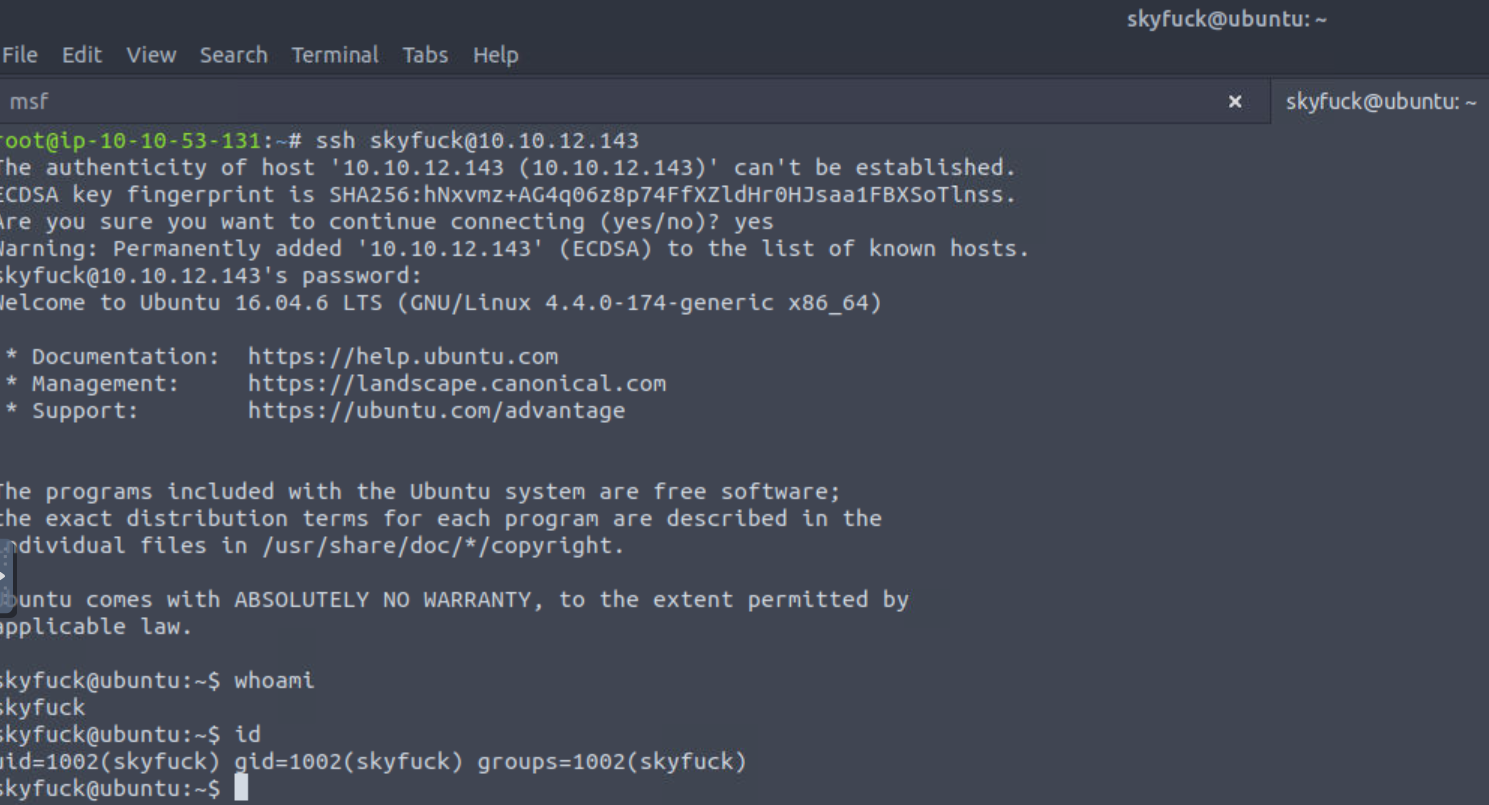 skyfuck@ubuntu: ~
File Edit View Search Terminal Tabs Help
msf × skyfuck@ubuntu: ~
root@ip-10-10-53-131:~# ssh skyfuck@10.10.12.143
The authenticity of host '10.10.12.143 (10.10.12.143)' can't be established.
ECDSA key fingerprint is SHA256:hNxvmz+AG4q06z8p74FfXZldHr0HJsaa1FBXSoTlnss.
Are you sure you want to continue connecting (yes/no)? yes
Warning: Permanently added '10.10.12.143' (ECDSA) to the list of known hosts.
skyfuck@10.10.12.143's password:
Welcome to Ubuntu 16.04.6 LTS (GNU/Linux 4.4.0-174-generic x86_64)
* Documentation: https://help.ubuntu.com
* Management: https://landscape.canonical.com
* Support: https://ubuntu.com/advantage
The programs included with the Ubuntu system are free software;
the exact distribution terms for each program are described in the
individual files in /usr/share/doc/*/copyright.
Ubuntu comes with ABSOLUTELY NO WARRANTY, to the extent permitted by
applicable law.
skyfuck@ubuntu:~$ whoami
skyfuck
skyfuck@ubuntu:~$ id
uid=1002(skyfuck) gid=1002(skyfuck) groups=1002(skyfuck)
skyfuck@ubuntu:~$